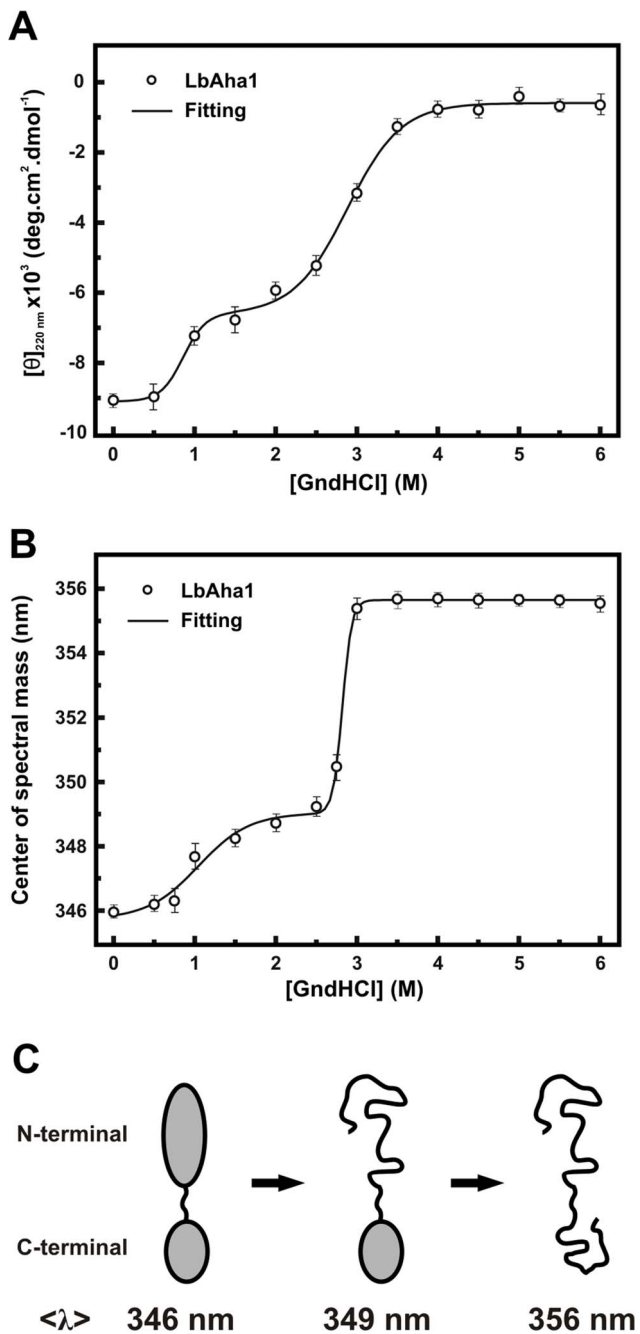 A
LbAha1
Fitting
[θ]220 nm x10³ (deg.cm².dmol⁻¹)
0
-2
-4
-6
-8
-10
0 1 2 3 4 5 6
[GndHCl] (M)
B
LbAha1
Fitting
Center of spectral mass (nm)
356
354
352
350
348
346
0 1 2 3 4 5 6
[GndHCl] (M)
C
N-terminal
C-terminal
<λ> 346 nm 349 nm 356 nm